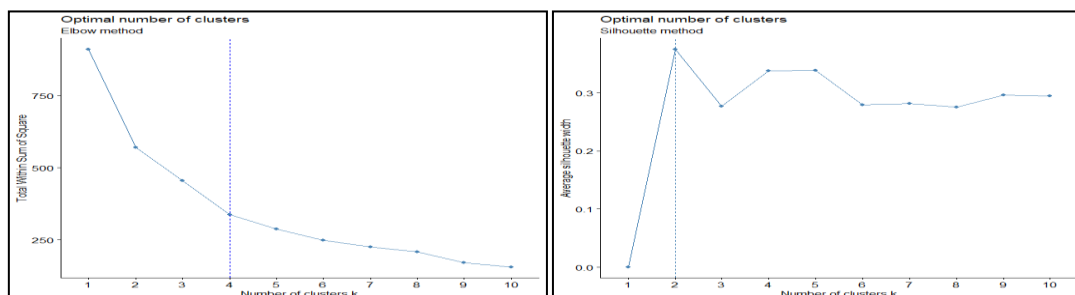 Optimal number of clusters
Elbow method
Total Within Sum of Square
750
500
250
1 2 3 4 5 6 7 8 9 10
Number of clusters k
Optimal number of clusters
Silhouette method
Average silhouette width
0.3
0.2
0.1
0.0
1 2 3 4 5 6 7 8 9 10
Number of clusters k